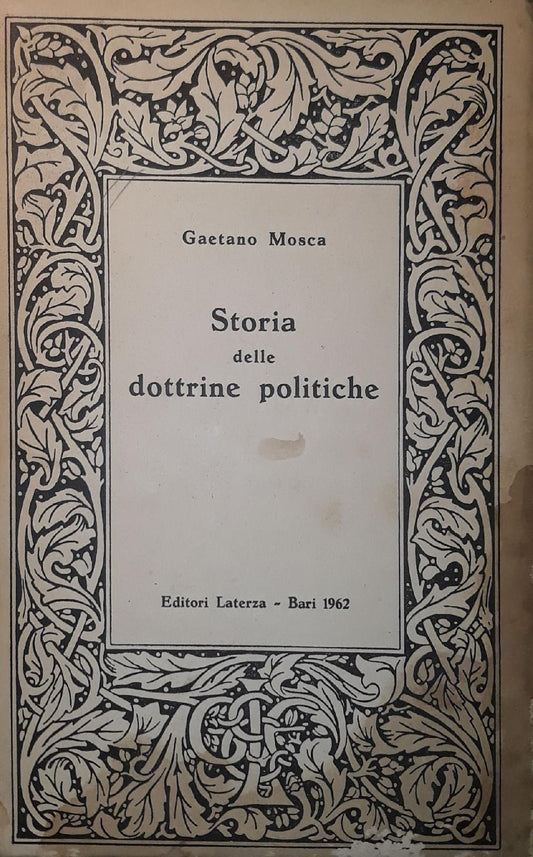 Gaetano Mosca
Storia
delle
dottrine politiche
Editori Laterza - Bari 1962